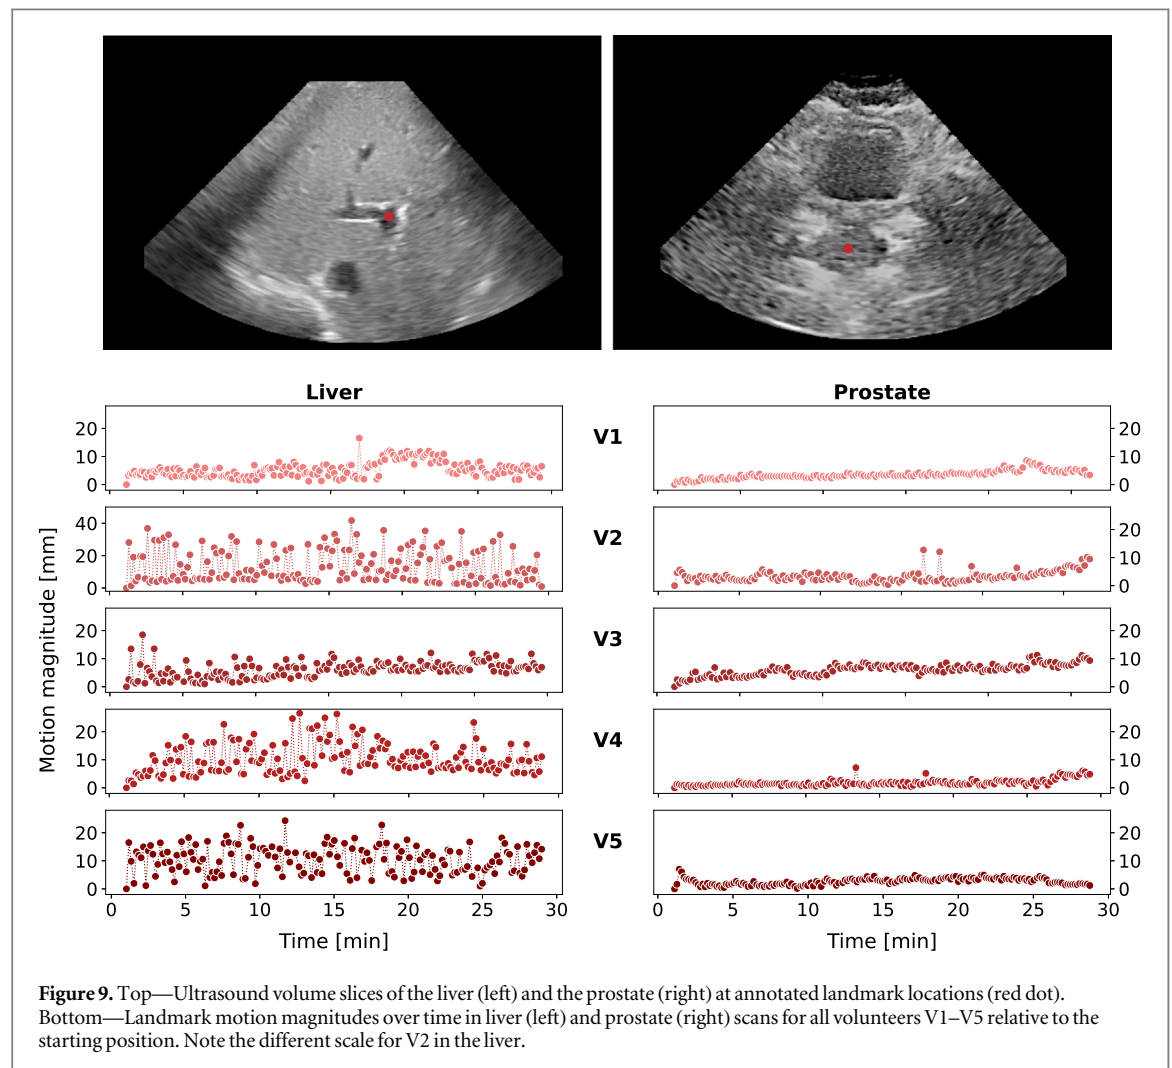 Liver
Prostate
20
10
0
V1
20
10
0
40
20
0
V2
20
10
0
20
10
0
V3
20
10
0
20
10
0
V4
20
10
0
20
10
0
V5
20
10
0
Motion magnitude [mm]
0 5 10 15 20 25 30
0 5 10 15 20 25 30
Time [min]
Time [min]
Figure 9. Top—Ultrasound volume slices of the liver (left) and the prostate (right) at annotated landmark locations (red dot).
Bottom—Landmark motion magnitudes over time in liver (left) and prostate (right) scans for all volunteers V1–V5 relative to the
starting position. Note the different scale for V2 in the liver.